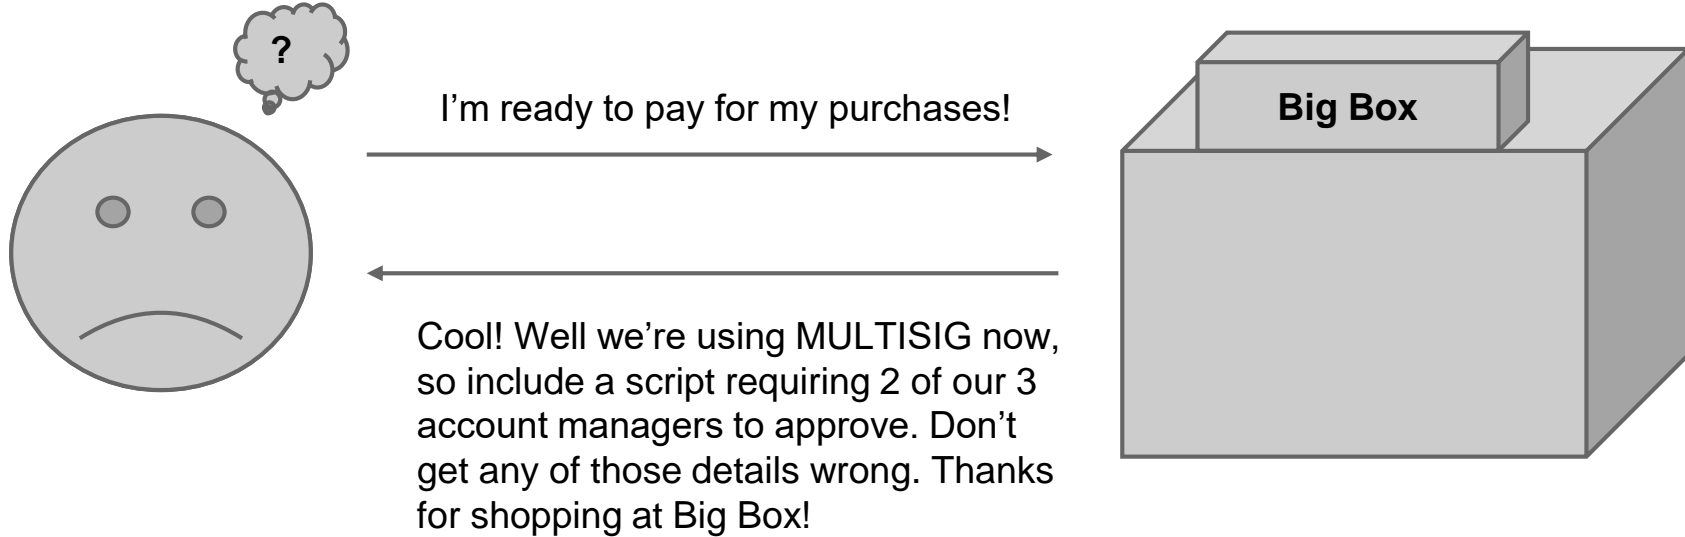 ?
I’m ready to pay for my purchases!
Big Box
Cool! Well we’re using MULTISIG now,
so include a script requiring 2 of our 3
account managers to approve. Don’t
get any of those details wrong. Thanks
for shopping at Big Box!